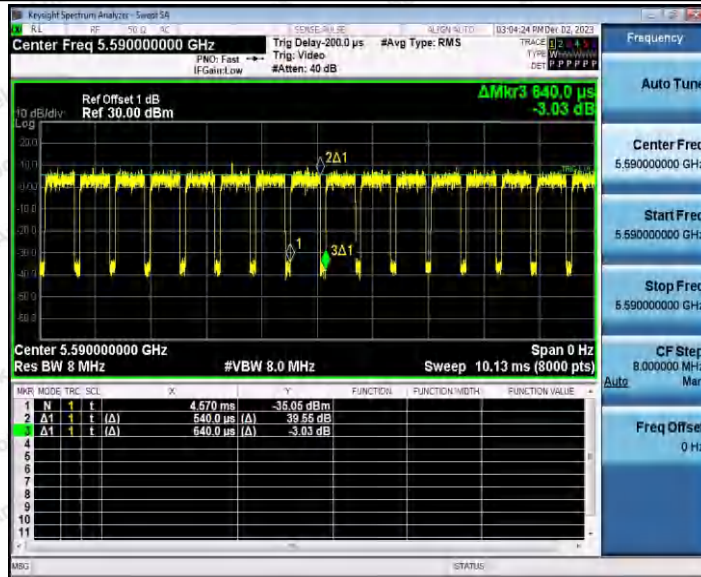 Keysight Spectrum Analyzer - Swept SA
RL RF 50 Ω AC SENSE:PULSE ALIGN AUTO 03:04:24 PM Dec 02, 2023
Center Freq 5.590000000 GHz
PNO: Fast
IFGain:Low
Trig Delay-200.0 µs
Trig: Video
#Atten: 40 dB
#Avg Type: RMS
TRACE 1 2 3 4 5 6
TYPE
DET P P P P P P
ΔMkr3 640.0 µs
-3.03 dB
10 dB/div
Log
Ref Offset 1 dB
Ref 30.00 dBm
20.0
10.0
0.00
-10.0
-20.0
-30.0
-40.0
-50.0
-60.0
2Δ1
1
3Δ1
Center 5.590000000 GHz Span 0 Hz
Res BW 8 MHz #VBW 8.0 MHz Sweep 10.13 ms (8000 pts)
MKR MODE TRC SCL X Y FUNCTION FUNCTION WIDTH FUNCTION VALUE
1 N 1 t 4.570 ms -35.05 dBm
2 Δ1 1 t (Δ) 540.0 µs (Δ) 39.55 dB
3 Δ1 1 t (Δ) 640.0 µs (Δ) -3.03 dB
4
5
6
7
8
9
10
11
MSG STATUS
Frequency
Auto Tune
Center Freq
5.590000000 GHz
Start Freq
5.590000000 GHz
Stop Freq
5.590000000 GHz
CF Step
8.000000 MHz
Auto Man
Freq Offset
0 Hz